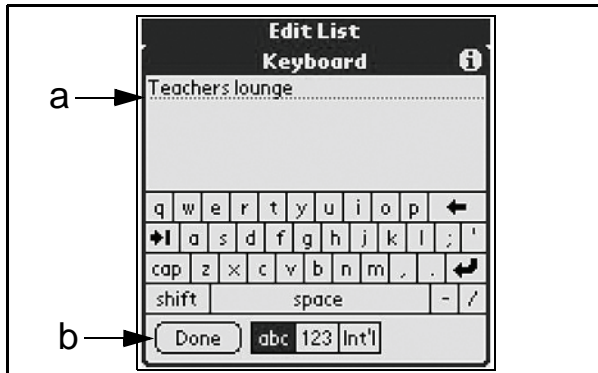 Edit List
Keyboard i
a Teachers lounge
q w e r t y u i o p
a s d f g h j k l ; '
cap z x c v b n m , .
shift space - /
b Done abc 123 Int'l